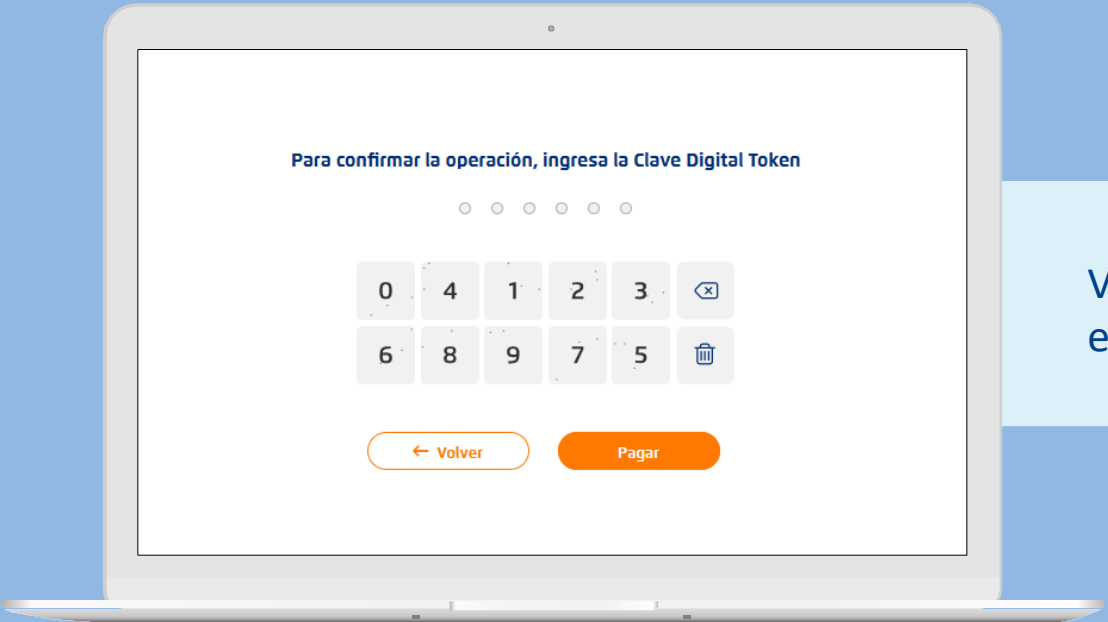 Para confirmar la operación, ingresa la Clave Digital Token
0 4 1 2 3
6 8 9 7 5
← Volver
Pagar